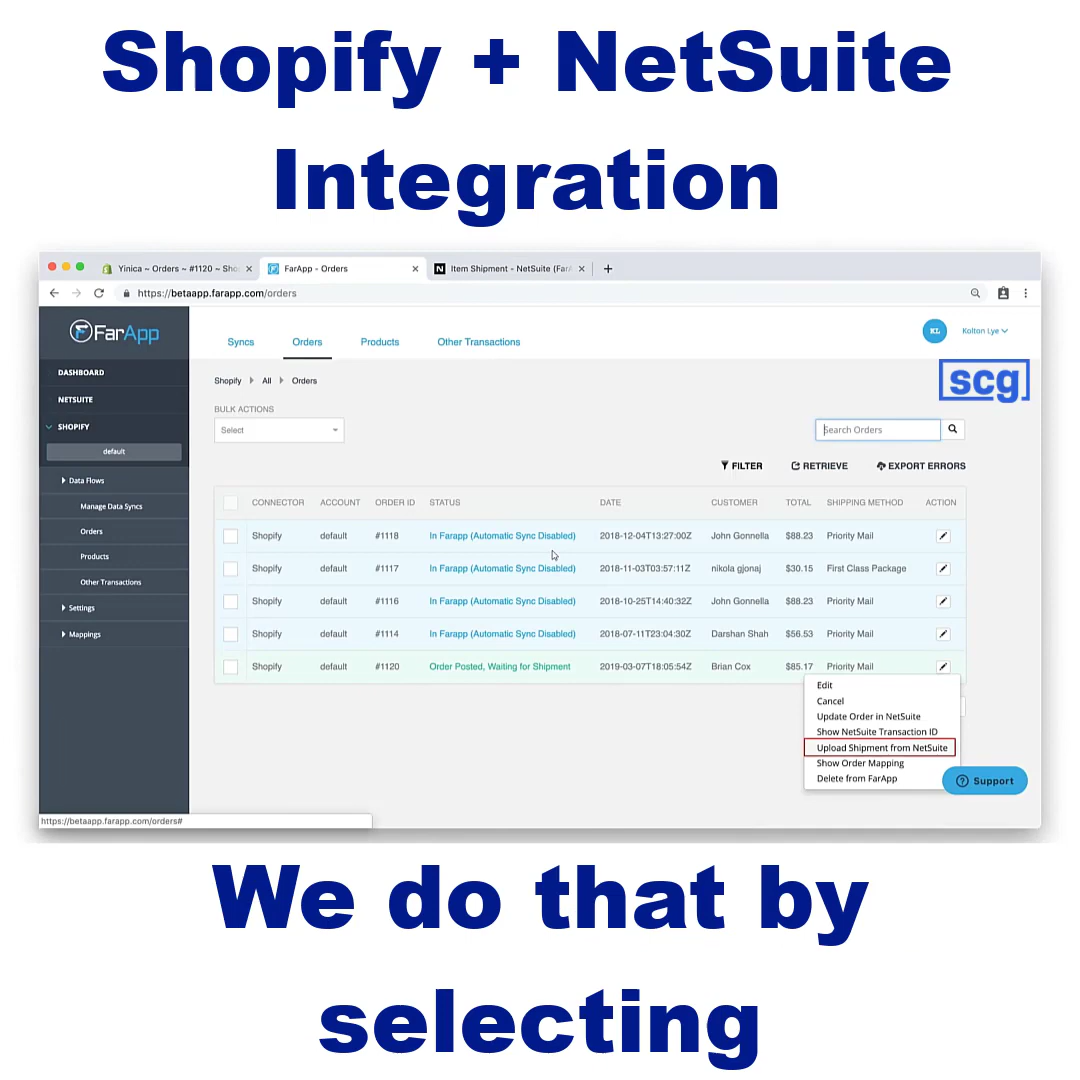 Shopify + NetSuite
Integration
Yinica ~ Orders ~ #1120 ~ Sho
FarApp - Orders
Item Shipment - NetSuite (FarA
https://betaapp.farapp.com/orders
FarApp
Syncs
Orders
Products
Other Transactions
KL
Kolton Lye
DASHBOARD
NETSUITE
SHOPIFY
default
Data Flows
Manage Data Syncs
Orders
Products
Other Transactions
Settings
Mappings
Shopify All Orders
scg
BULK ACTIONS
Select
Search Orders
FILTER RETRIEVE EXPORT ERRORS
CONNECTOR ACCOUNT ORDER ID STATUS DATE CUSTOMER TOTAL SHIPPING METHOD ACTION
Shopify default #1118 In Farapp (Automatic Sync Disabled) 2018-12-04T13:27:00Z John Gonnella $88.23 Priority Mail
Shopify default #1117 In Farapp (Automatic Sync Disabled) 2018-11-03T03:57:11Z nikola gjonaj $30.15 First Class Package
Shopify default #1116 In Farapp (Automatic Sync Disabled) 2018-10-25T14:40:32Z John Gonnella $88.23 Priority Mail
Shopify default #1114 In Farapp (Automatic Sync Disabled) 2018-07-11T23:04:30Z Darshan Shah $56.53 Priority Mail
Shopify default #1120 Order Posted, Waiting for Shipment 2019-03-07T18:05:54Z Brian Cox $85.17 Priority Mail
Edit
Cancel
Update Order in NetSuite
Show NetSuite Transaction ID
Upload Shipment from NetSuite
Show Order Mapping
Delete from FarApp
Support
https://betaapp.farapp.com/orders#
We do that by
selecting